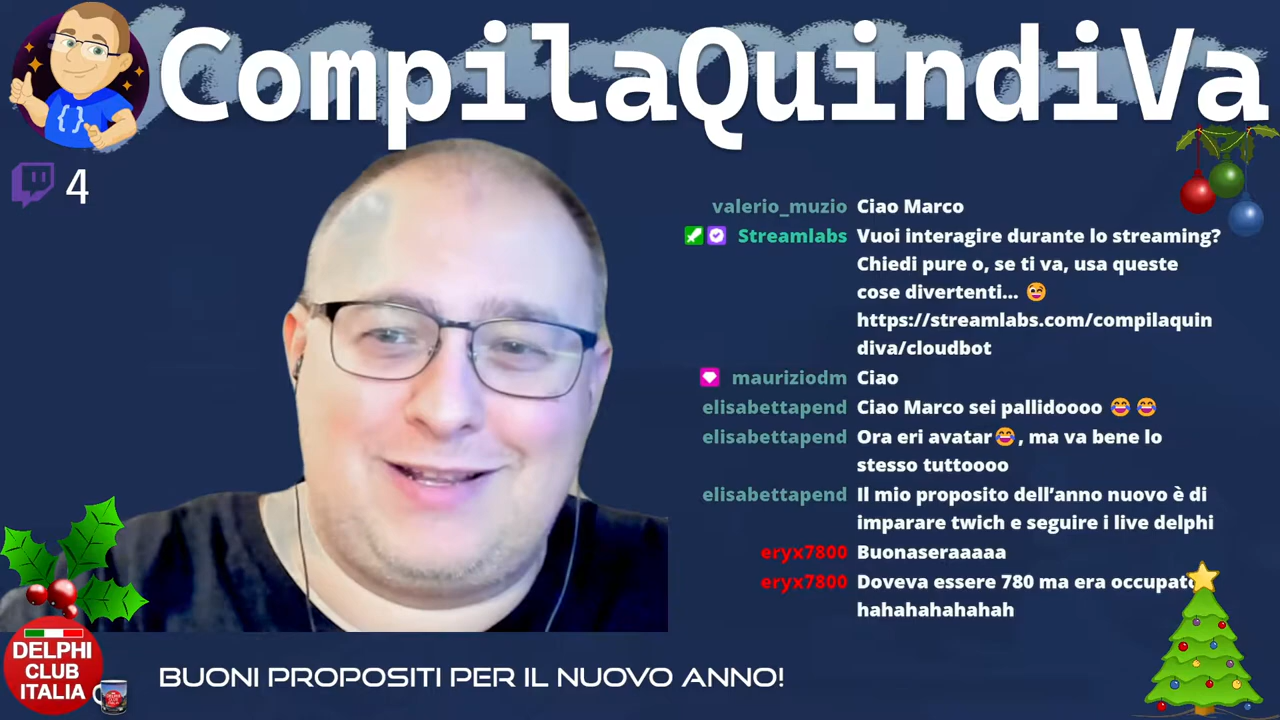 CompilaQuindiVa
{ }
4
valerio_muzio Ciao Marco
Streamlabs Vuoi interagire durante lo streaming?
Chiedi pure o, se ti va, usa queste
cose divertenti... 😄
https://streamlabs.com/compilaquin
diva/cloudbot
mauriziodm Ciao
elisabettapend Ciao Marco sei pallidoooo 😂 😂
elisabettapend Ora eri avatar😂, ma va bene lo
stesso tuttoooo
elisabettapend Il mio proposito dell’anno nuovo è di
imparare twich e seguire i live delphi
eryx7800 Buonaseraaaaa
eryx7800 Doveva essere 780 ma era occupato
hahahahahahah
DELPHI
CLUB
ITALIA
BUONI PROPOSITI PER IL NUOVO ANNO!